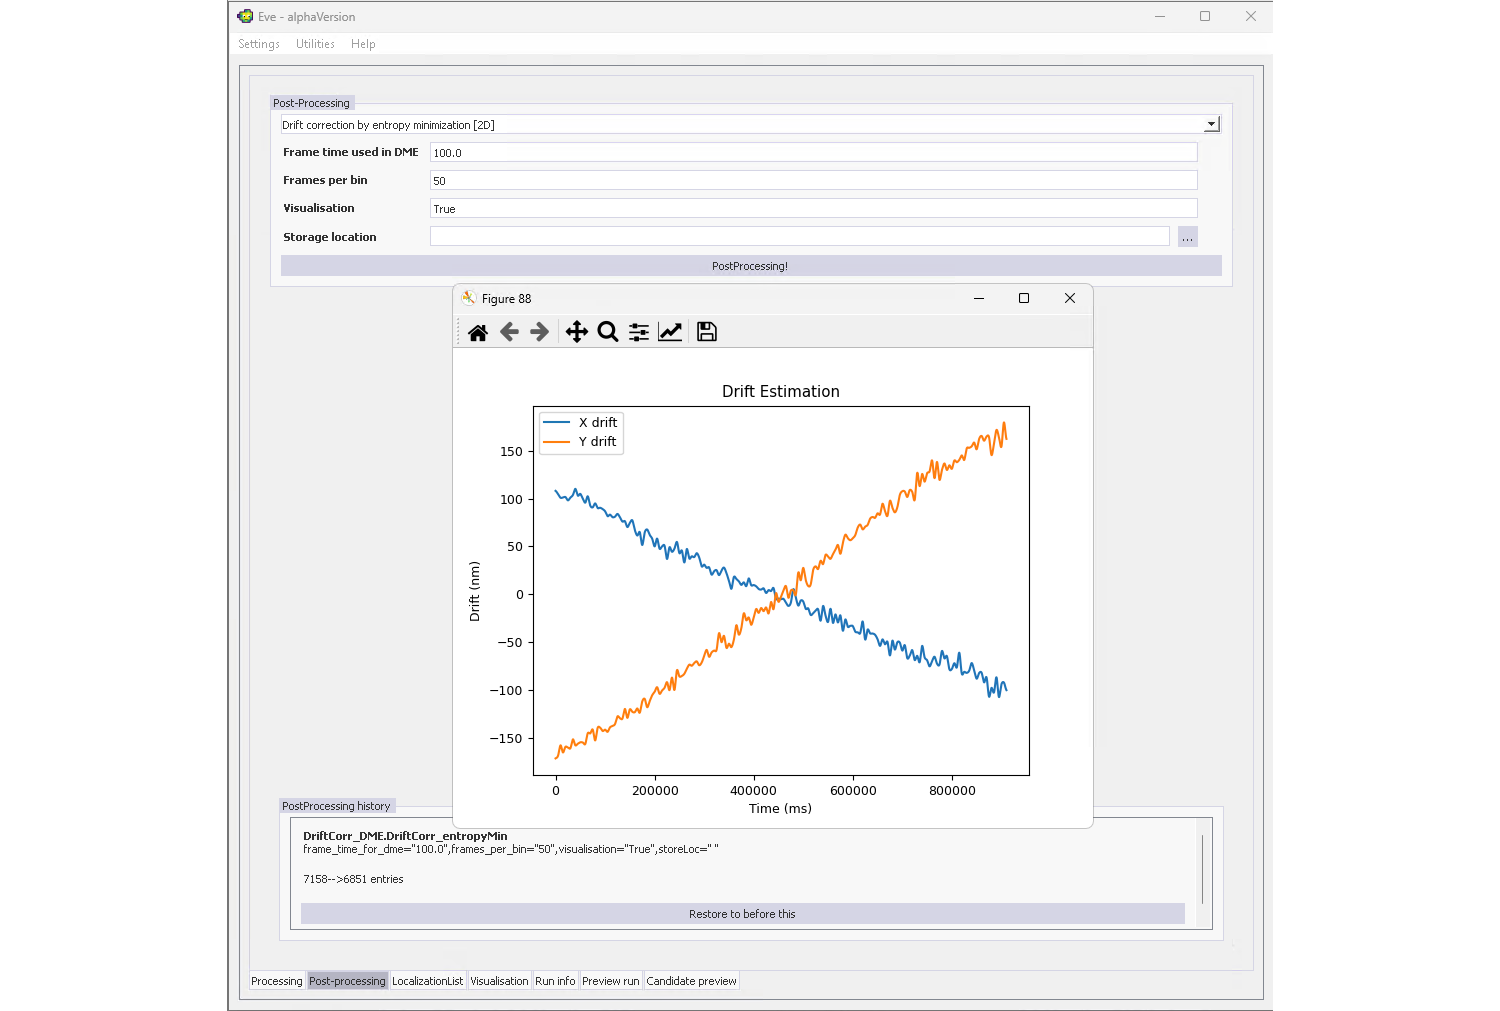 Eve - alphaVersion
Settings Utilities Help
Post-Processing
Drift correction by entropy minimization [2D]
Frame time used in DME 100.0
Frames per bin 50
Visualisation True
Storage location ...
PostProcessing!
Figure 88
Drift Estimation
X drift
Y drift
150
100
50
0
−50
−100
−150
Drift (nm)
0 200000 400000 600000 800000
Time (ms)
PostProcessing history
DriftCorr_DME.DriftCorr_entropyMin
frame_time_for_dme="100.0",frames_per_bin="50",visualisation="True",storeLoc=" "
7158-->6851 entries
Restore to before this
Processing Post-processing LocalizationList Visualisation Run info Preview run Candidate preview